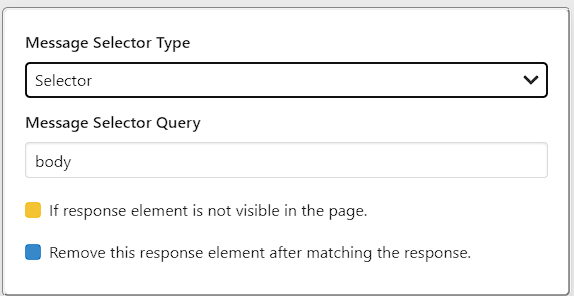 Message Selector Type
Selector
Message Selector Query
body
If response element is not visible in the page.
Remove this response element after matching the response.